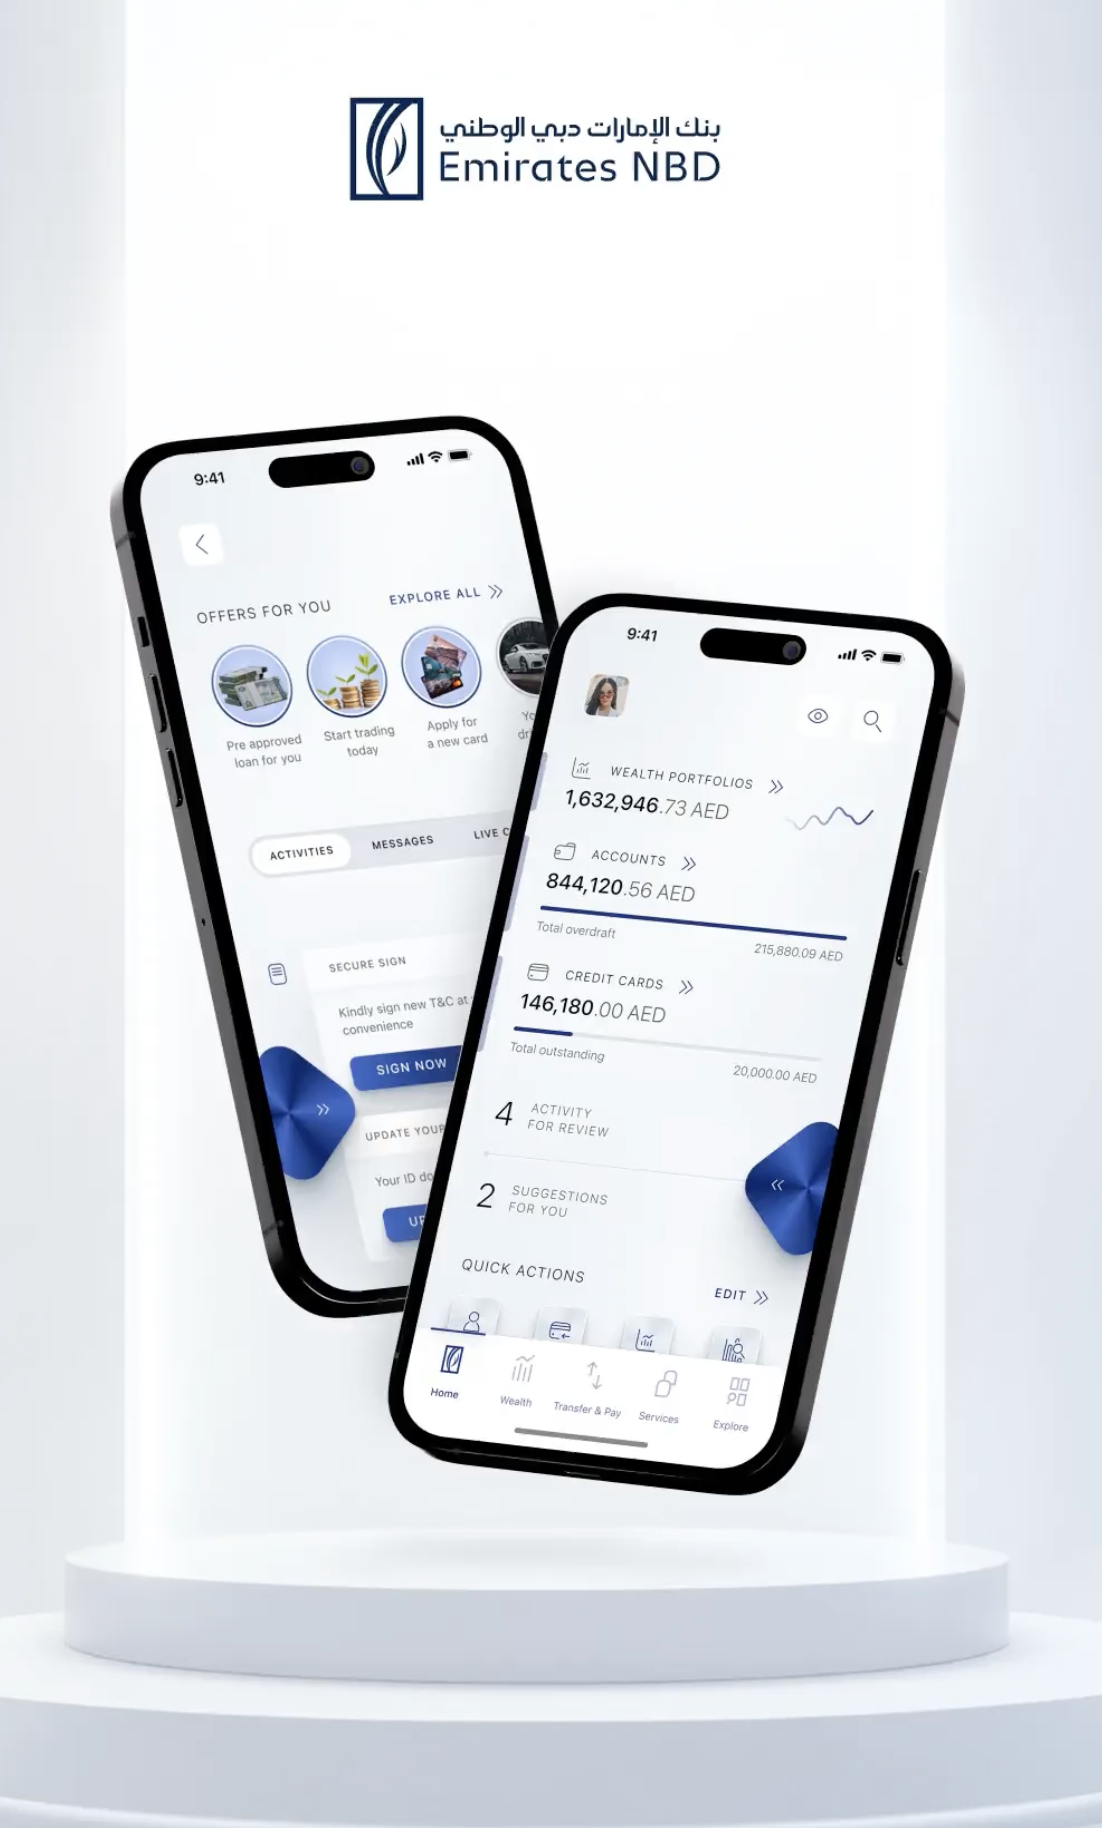 بنك الإمارات دبي الوطني
Emirates NBD
9:41
OFFERS FOR YOU
EXPLORE ALL
Pre approved
loan for you
Start trading
today
Apply for
a new card
ACTIVITIES
MESSAGES
LIVE
SECURE SIGN
Kindly sign new T&C at
convenience
SIGN NOW
UPDATE YOUR
Your ID
9:41
WEALTH PORTFOLIOS
1,632,946.73 AED
ACCOUNTS
844,120.56 AED
Total overdraft
215,880.09 AED
CREDIT CARDS
146,180.00 AED
Total outstanding
20,000.00 AED
4 ACTIVITY
FOR REVIEW
2 SUGGESTIONS
FOR YOU
QUICK ACTIONS
EDIT
Home
Wealth
Transfer & Pay
Services
Explore